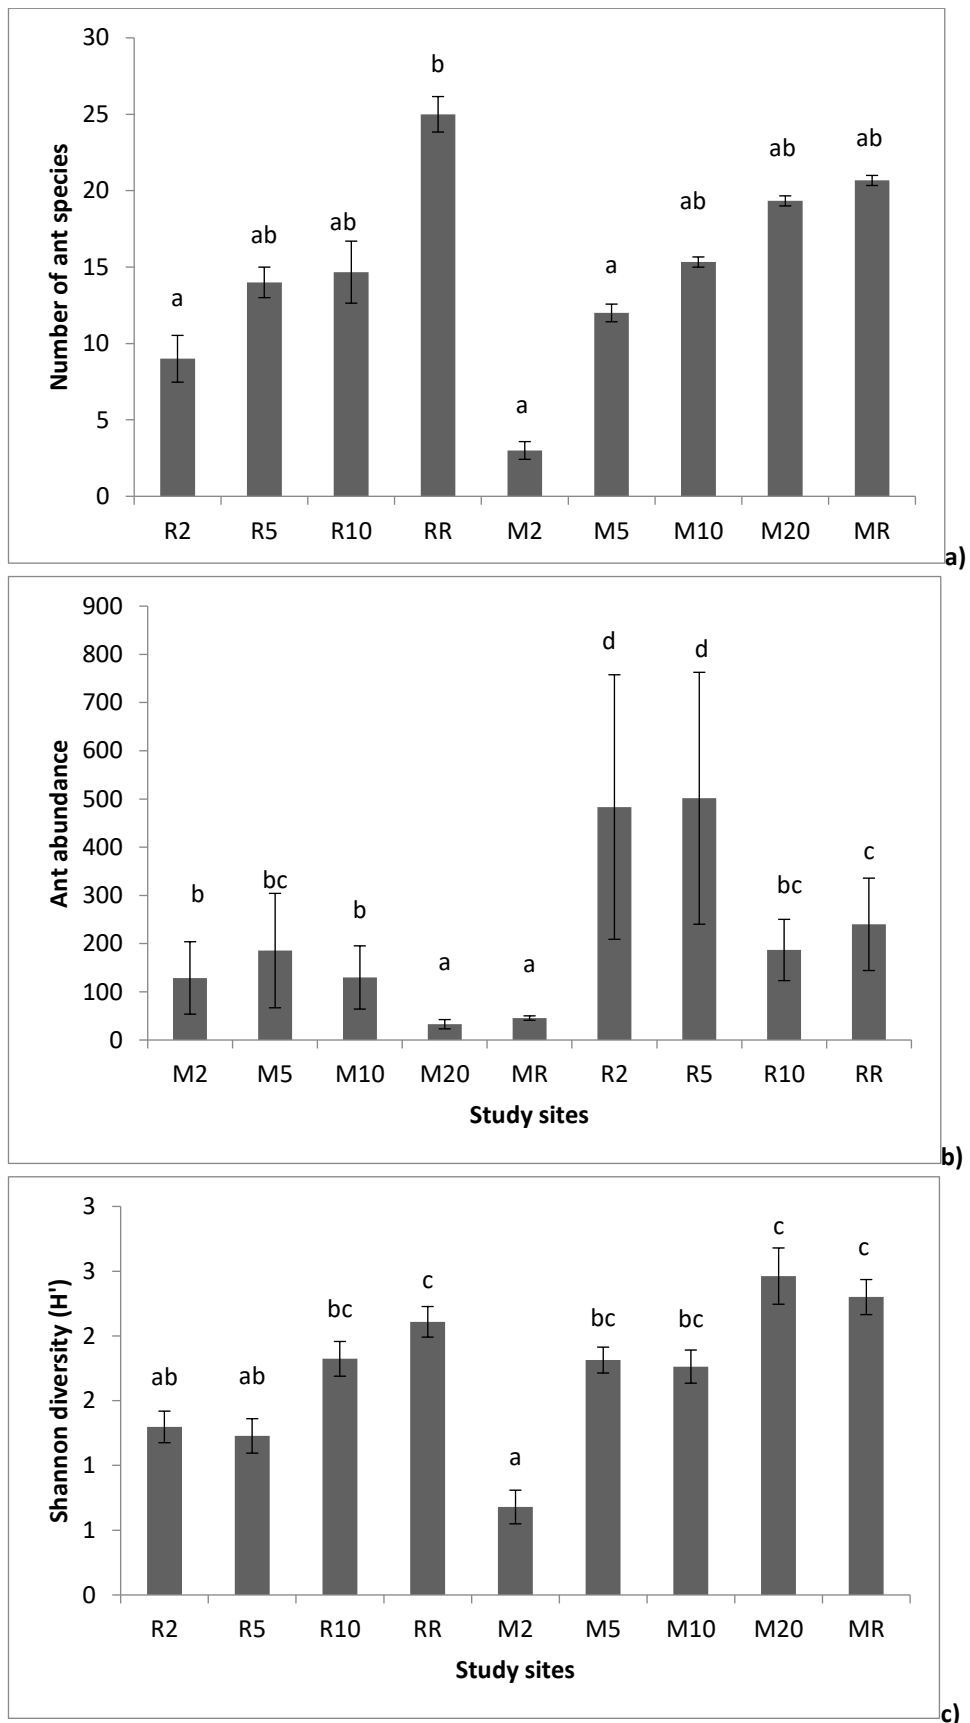 30
25
20
15
10
5
0
Number of ant species
a
ab
ab
b
a
a
ab
ab
ab
R2 R5 R10 RR M2 M5 M10 M20 MR
a)
900
800
700
600
500
400
300
200
100
0
Ant abundance
b
bc
b
a
a
d
d
bc
c
M2 M5 M10 M20 MR R2 R5 R10 RR
Study sites
b)
3
3
2
2
1
1
0
Shannon diversity (H')
ab
ab
bc
c
a
bc
bc
c
c
R2 R5 R10 RR M2 M5 M10 M20 MR
Study sites
c)